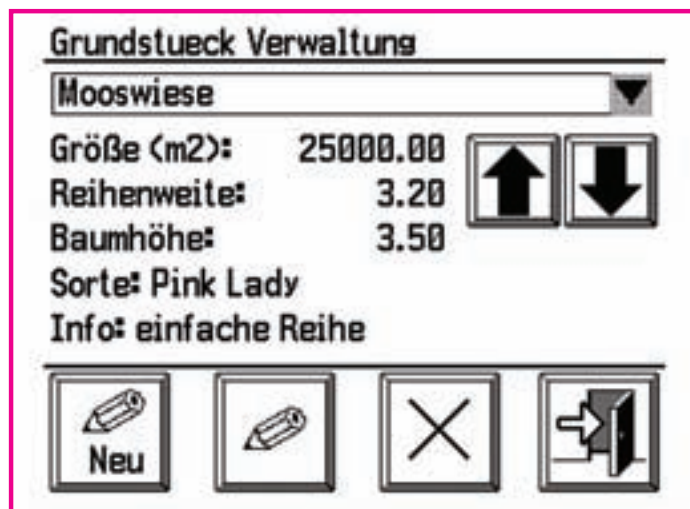 Grundstueck Verwaltung
Mooswiese
Größe (m2): 25000.00
Reihenweite: 3.20
Baumhöhe: 3.50
Sorte: Pink Lady
Info: einfache Reihe
Neu